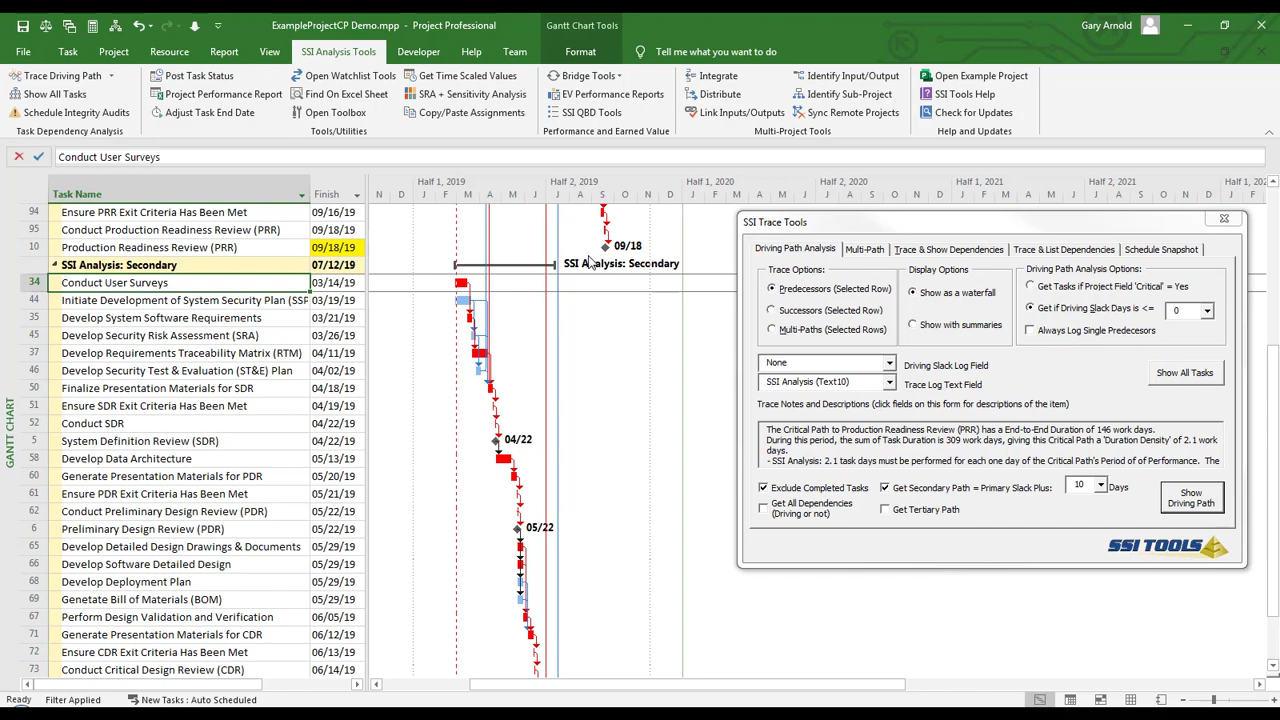 ExampleProjectCP Demo.mpp - Project Professional
Gantt Chart Tools
Gary Arnold
File Task Project Resource Report View SSI Analysis Tools Developer Help Team Format Tell me what you want to do
Trace Driving Path
Show All Tasks
Schedule Integrity Audits
Task Dependency Analysis
Post Task Status
Project Performance Report
Adjust Task End Date
Open Watchlist Tools
Find On Excel Sheet
Open Toolbox
Get Time Scaled Values
SRA + Sensitivity Analysis
Copy/Paste Assignments
Tools/Utilities
Bridge Tools
EV Performance Reports
SSI QBD Tools
Performance and Earned Value
Integrate
Distribute
Link Inputs/Outputs
Identify Input/Output
Identify Sub-Project
Sync Remote Projects
Multi-Project Tools
Open Example Project
SSI Tools Help
Check for Updates
Help and Updates
Conduct User Surveys
Task Name Finish
Half 1, 2019 Half 2, 2019 Half 1, 2020 Half 2, 2020 Half 1, 2021 Half 2, 2021
N D J F M A M J J A S O N D J F M A M J J A S O N D J F M A M J J A S O N D
94 Ensure PRR Exit Criteria Has Been Met 09/16/19
95 Conduct Production Readiness Review (PRR) 09/18/19
10 Production Readiness Review (PRR) 09/18/19
SSI Analysis: Secondary 07/12/19
34 Conduct User Surveys 03/14/19
44 Initiate Development of System Security Plan (SSP 03/19/19
35 Develop System Software Requirements 03/21/19
45 Develop Security Risk Assessment (SRA) 03/26/19
37 Develop Requirements Traceability Matrix (RTM) 04/11/19
46 Develop Security Test & Evaluation (ST&E) Plan 04/02/19
50 Finalize Presentation Materials for SDR 04/18/19
51 Ensure SDR Exit Criteria Has Been Met 04/19/19
52 Conduct SDR 04/22/19
5 System Definition Review (SDR) 04/22/19
58 Develop Data Architecture 05/09/19
60 Generate Presentation Materials for PDR 05/16/19
61 Ensure PDR Exit Criteria Has Been Met 05/17/19
62 Conduct Preliminary Design Review (PDR) 05/22/19
6 Preliminary Design Review (PDR) 05/22/19
65 Develop Detailed Design Drawings & Documents 05/29/19
66 Develop Software Detailed Design 05/29/19
68 Develop Deployment Plan 05/29/19
69 Genetate Bill of Materials (BOM) 05/29/19
67 Perform Design Validation and Verification 06/05/19
71 Generate Presentation Materials for CDR 06/12/19
72 Ensure CDR Exit Criteria Has Been Met 06/13/19
73 Conduct Critical Design Review (CDR) 06/14/19
GANTT CHART
09/18
SSI Analysis: Secondary
04/22
05/22
SSI Trace Tools
Driving Path Analysis Multi-Path Trace & Show Dependencies Trace & List Dependencies Schedule Snapshot
Trace Options:
Predecessors (Selected Row)
Successors (Selected Row)
Multi-Paths (Selected Rows)
Display Options
Show as a waterfall
Show with summaries
Driving Path Analysis Options:
Get Tasks if Project Field 'Critical' = Yes
Get if Driving Slack Days is <= 0
Always Log Single Predecesors
None Driving Slack Log Field
SSI Analysis (Text10) Trace Log Text Field
Show All Tasks
Trace Notes and Descriptions (click fields on this form for descriptions of the item)
The Critical Path to Production Readiness Review (PRR) has a End-to-End Duration of 146 work days.
During this period, the sum of Task Duration is 309 work days, giving this Critical Path a 'Duration Density' of 2.1 work
days.
- SSI Analysis: 2.1 task days must be performed for each one day of the Critical Path's Period of of Performance. The
Exclude Completed Tasks
Get Secondary Path = Primary Slack Plus: 10 Days
Get All Dependencies
(Driving or not)
Get Tertiary Path
Show
Driving Path
SSI TOOLS
Ready Filter Applied New Tasks : Auto Scheduled